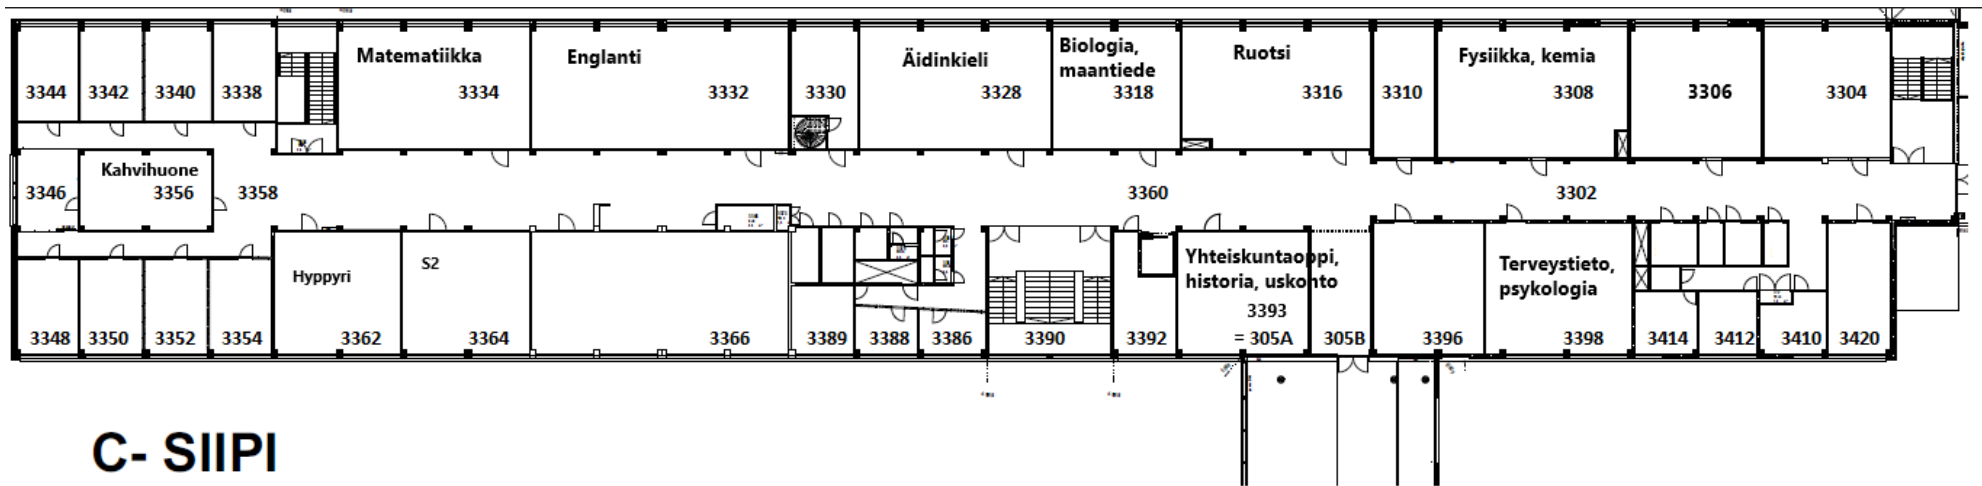 Matematiikka
Englanti
Äidinkieli
Biologia,
maantiede
Ruotsi
Fysiikka, kemia
3344 3342 3340 3338 3334 3332 3330 3328 3318 3316 3310 3308 3306 3304
Kahvihuone
3346 3356 3358 3360 3302
Hyppyri
S2
Yhteiskuntaoppi,
historia, uskonto
3393
Terveystieto,
psykologia
3348 3350 3352 3354 3362 3364 3366 3389 3388 3386 3390 3392 = 305A 305B 3396 3398 3414 3412 3410 3420
C- SIIPI